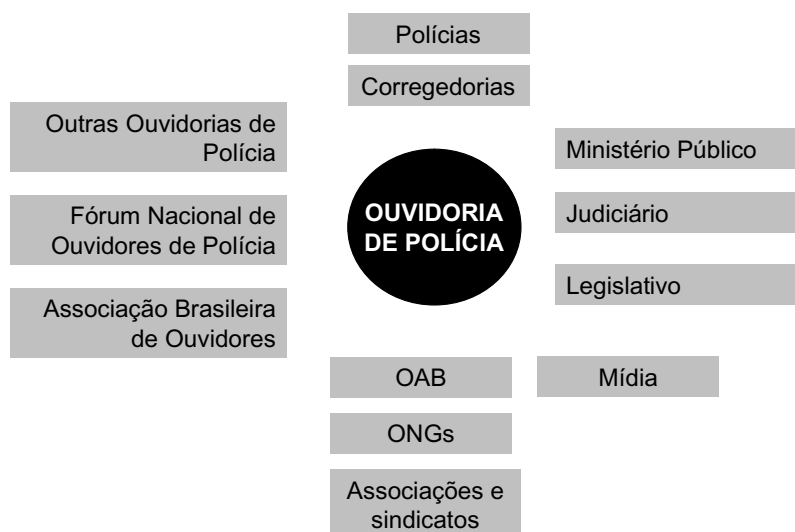 Polícias
Corregedorias
Outras Ouvidorias de
Polícia
Fórum Nacional de
Ouvidores de Polícia
Associação Brasileira
de Ouvidores
OUVIDORIA
DE POLÍCIA
Ministério Público
Judiciário
Legislativo
OAB
Mídia
ONGs
Associações e
sindicatos